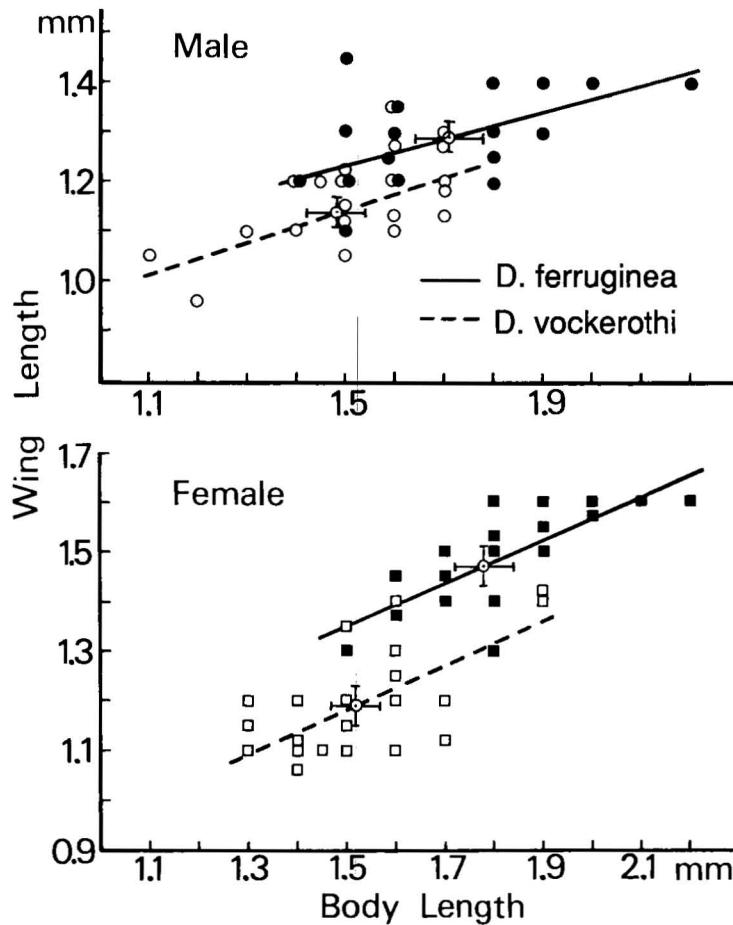 mm
Male
1.4
1.2
1.0
D. ferruginea
D. vockerothi
1.1 1.5 1.9
Wing Length
1.7
Female
1.5
1.3
1.1
0.9
1.1 1.3 1.5 1.7 1.9 2.1 mm
Body Length